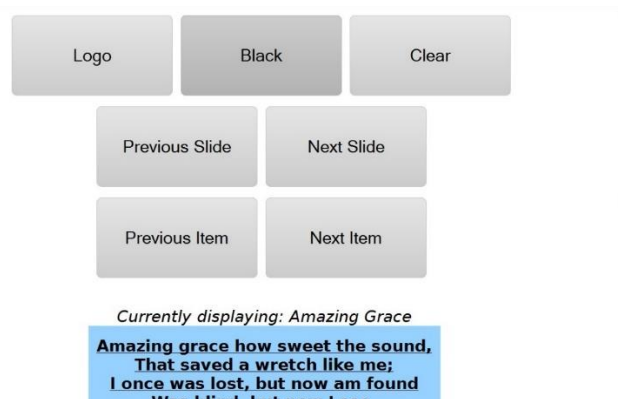 Logo Black Clear
Previous Slide Next Slide
Previous Item Next Item
Currently displaying: Amazing Grace
Amazing grace how sweet the sound,
That saved a wretch like me;
I once was lost, but now am found